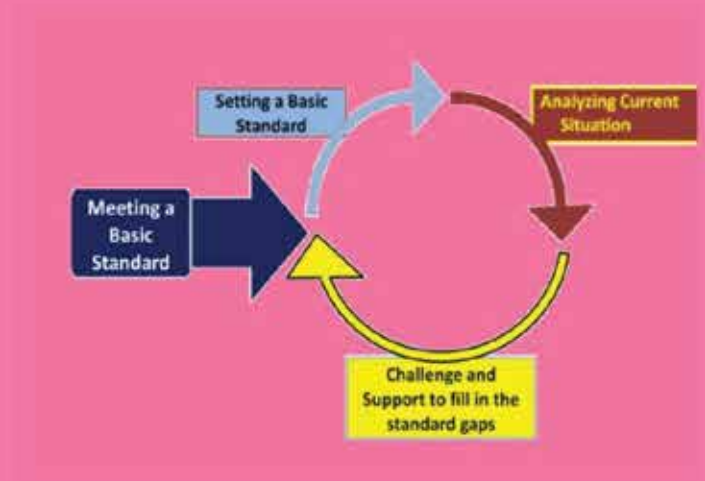 Setting a Basic
Standard
Analyzing Current
Situation
Meeting a
Basic
Standard
Challenge and
Support to fill in the
standard gaps